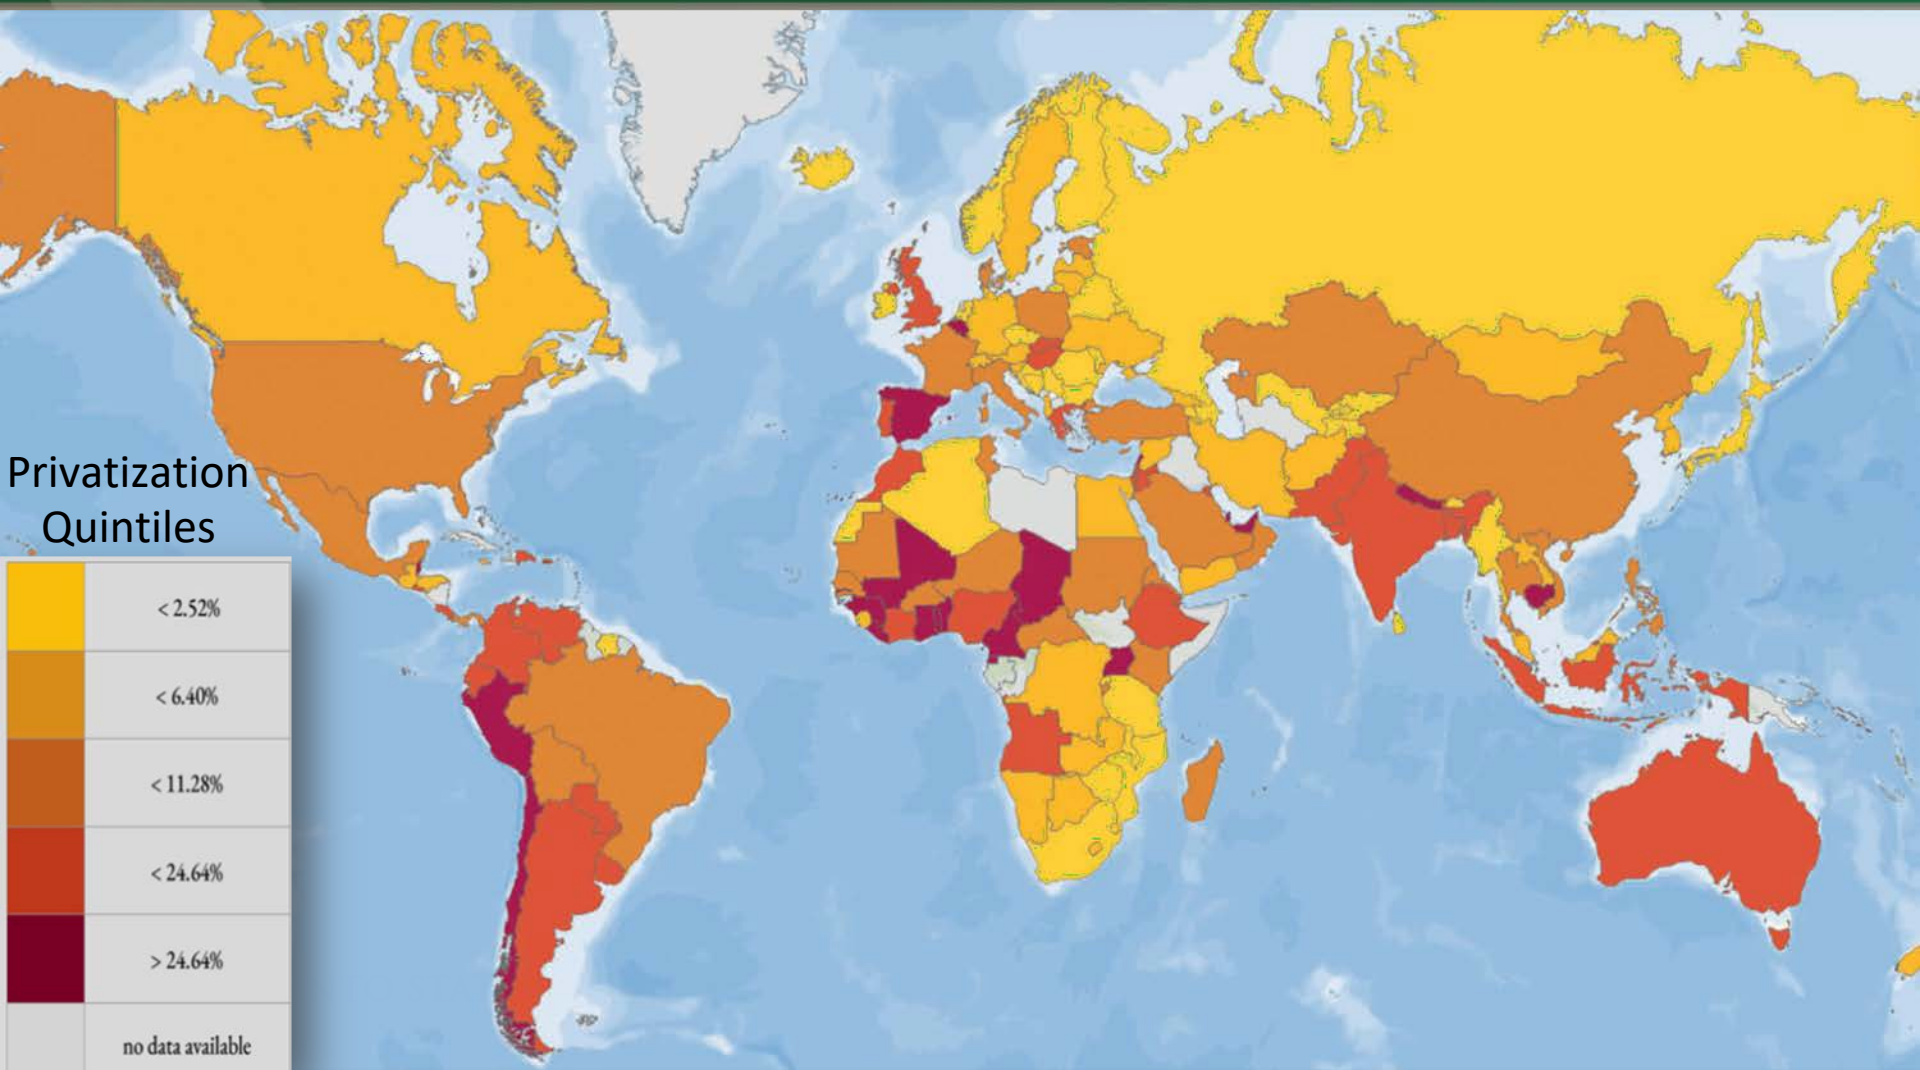 Privatization
Quintiles
< 2.52%
< 6.40%
< 11.28%
< 24.64%
> 24.64%
no data available